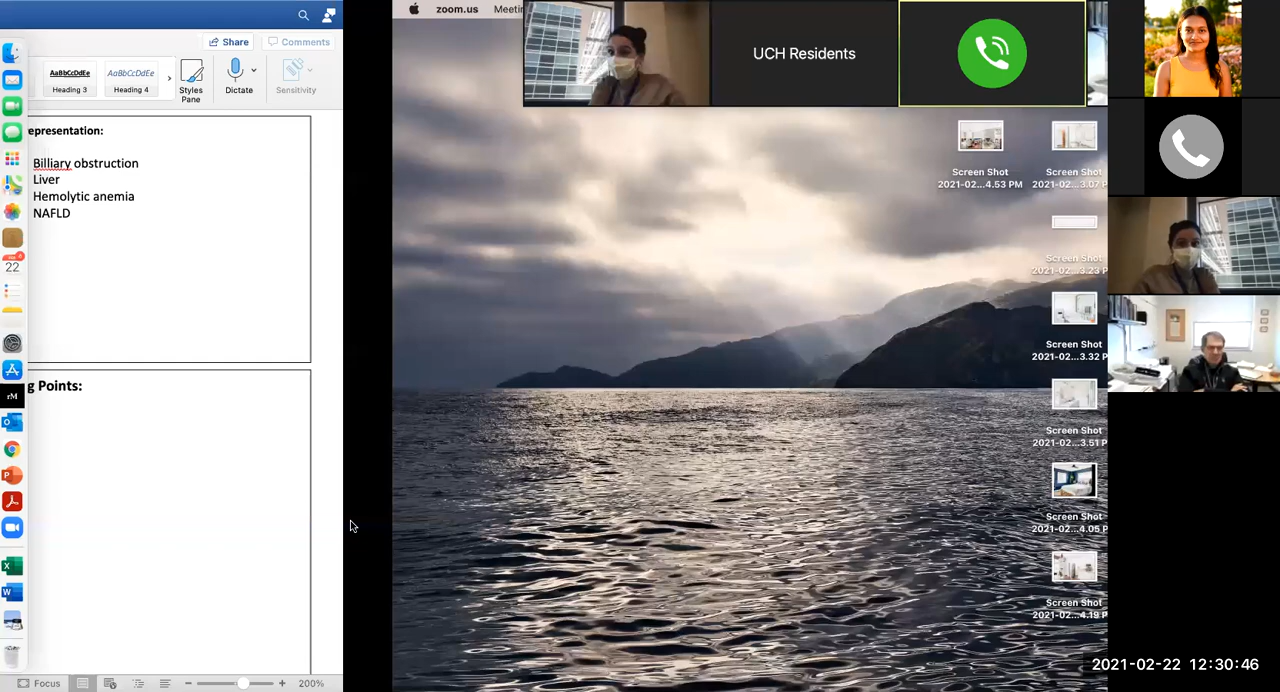 zoom.us Meetin
Share
Comments
AaBbCcDdEe
AaBbCcDdEe
Heading 3
Heading 4
Styles
Pane
Dictate
Sensitivity
UCH Residents
epresentation:
Billiary obstruction
Liver
Hemolytic anemia
NAFLD
22
rM
g Points:
Screen Shot
2021-02...4.53 PM
Screen Shot
2021-02...3.07 P
Screen Shot
2021-02...3.23 P
Screen Shot
2021-02...3.32 P
Screen Shot
2021-02...3.51 P
Screen Shot
2021-02...4.05 P
Screen Shot
2021-02...4.19 P
Focus
200%
2021-02-22 12:30:46